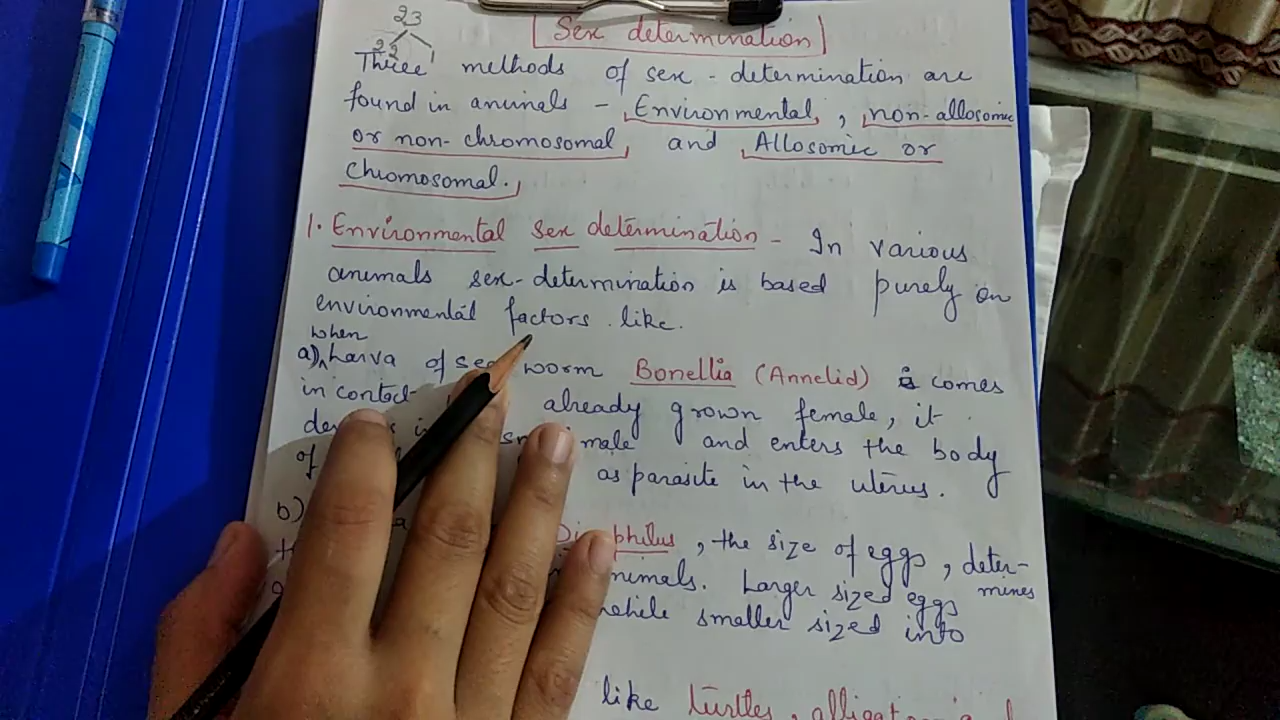 23
22 1
Sex determination
Three methods of sex-determination are
found in animals - Environmental, non-allosomic
or non-chromosomal, and Allosomic or
Chromosomal.
1. Environmental sex determination - In various
animals sex-determination is based purely on
environmental factors like.
when
a) Larva of sea worm Bonellia (Annelid) comes
in contact already grown female, it
male and enters the body
of as parasite in the uterus.
b) , the size of eggs, deter-
mines
Larger sized eggs
while smaller sized into
like turtles,